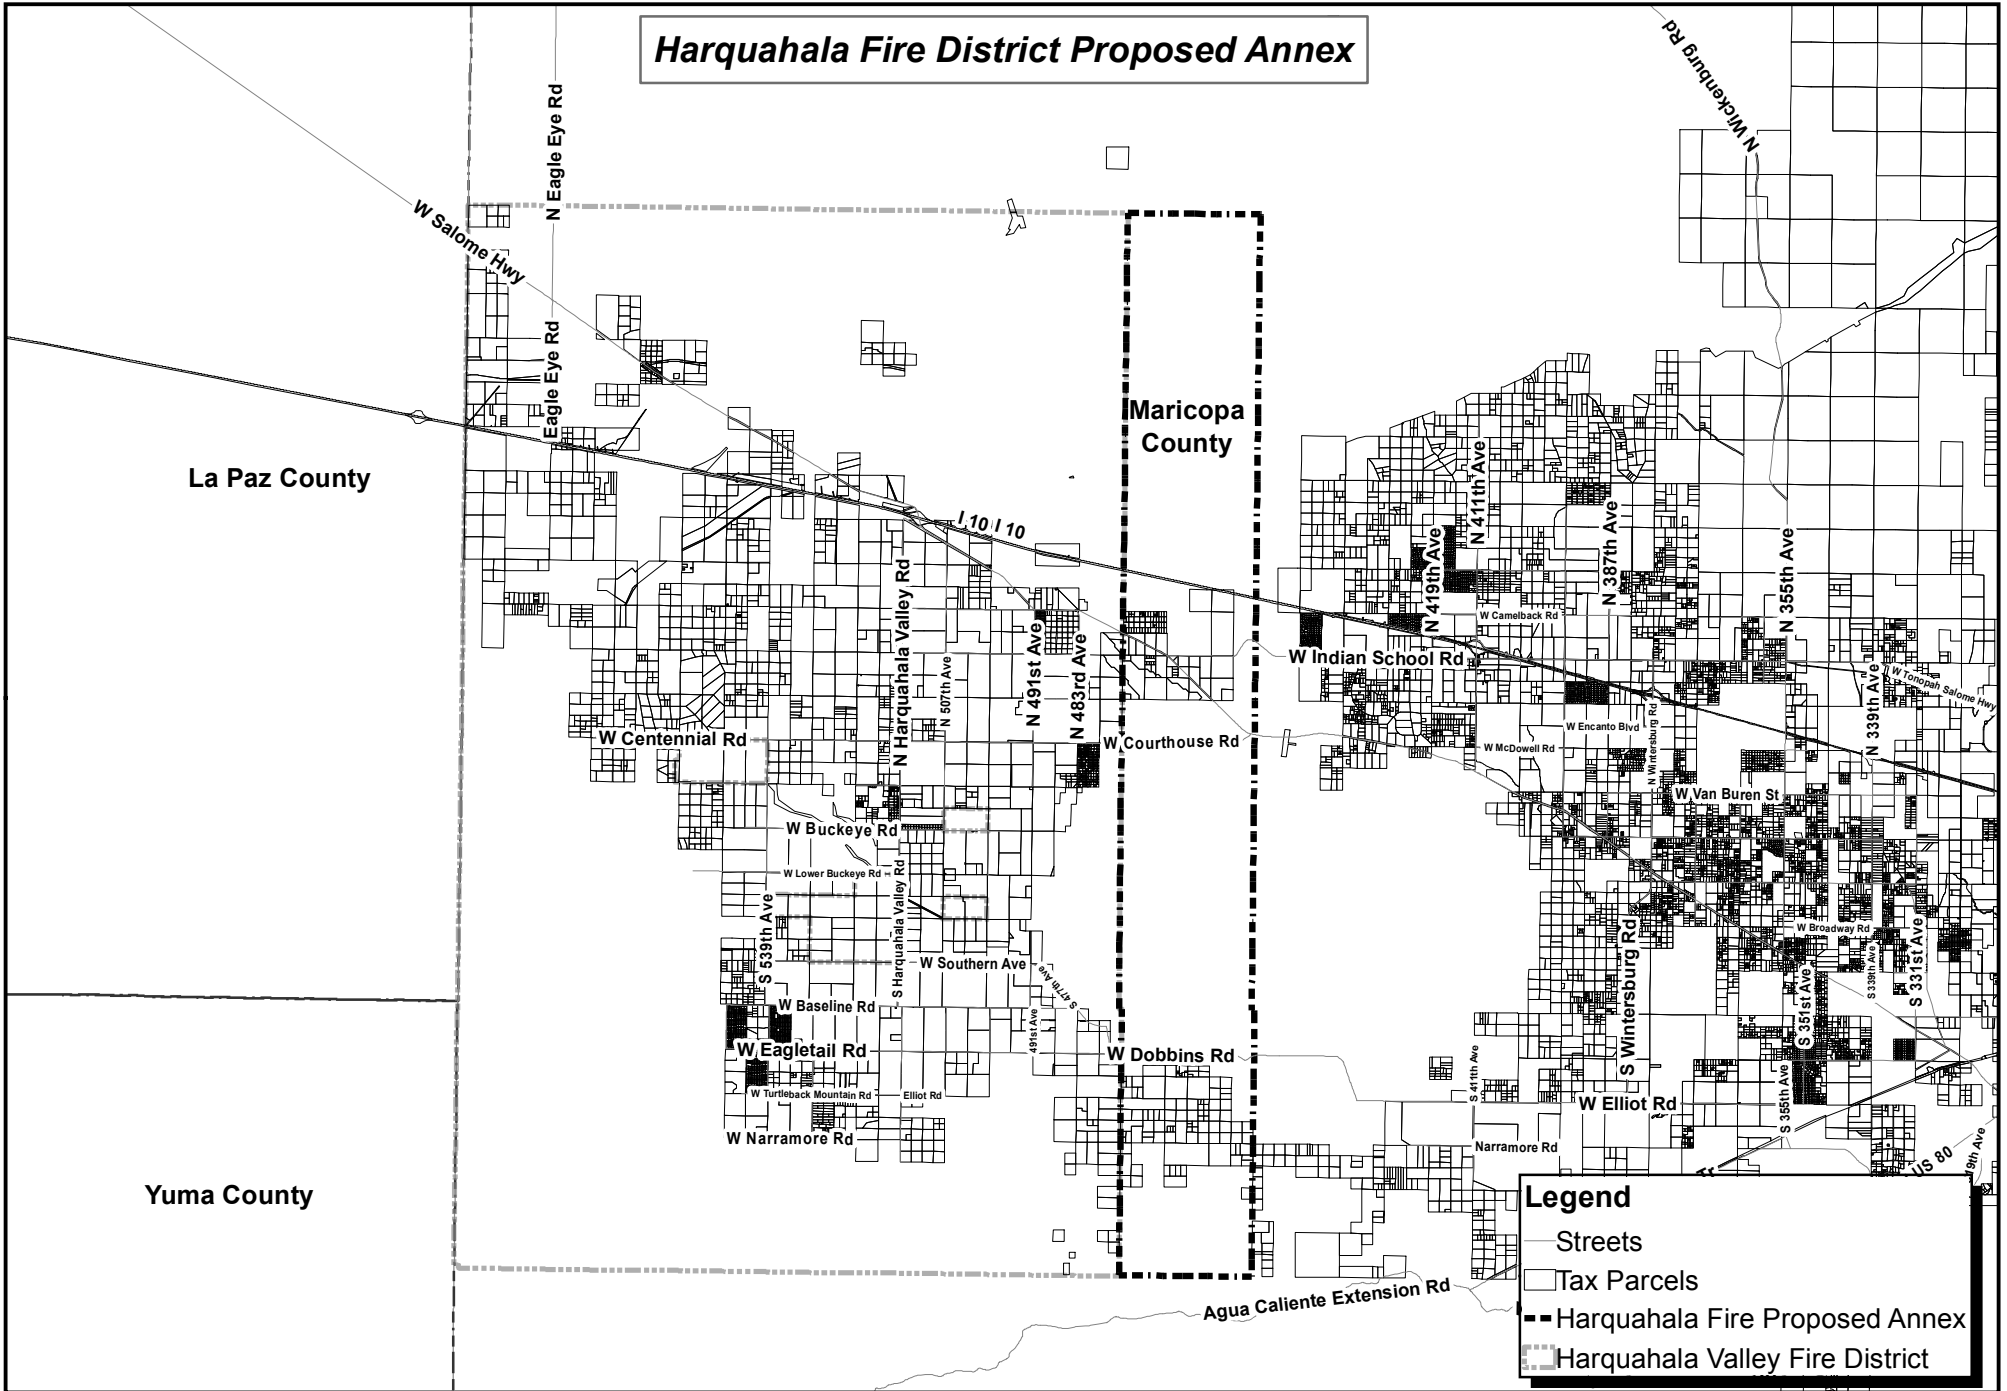 Harquahala Fire District Proposed Annex
N Wickenburg Rd
N Eagle Eye Rd
W Salome Hwy
Eagle Eye Rd
Maricopa
County
La Paz County
I 10
I 10
N 411th Ave
N 419th Ave
N 387th Ave
N 355th Ave
N Harquahala Valley Rd
W Camelback Rd
N 507th Ave
N 491st Ave
N 483rd Ave
W Indian School Rd
N 339th Ave
W Tonopah Salome Hwy
W Centennial Rd
W Courthouse Rd
W Encanto Blvd
N Wintersburg Rd
W McDowell Rd
W Van Buren St
W Buckeye Rd
W Lower Buckeye Rd
S Harquahala Valley Rd
S 539th Ave
W Southern Ave
S 477th Ave
W Broadway Rd
S Wintersburg Rd
S 351st Ave
S 339th Ave
S 331st Ave
W Baseline Rd
491st Ave
W Eagletail Rd
W Dobbins Rd
S 411th Ave
W Turtleback Mountain Rd
Elliot Rd
W Elliot Rd
S 355th Ave
W Narramore Rd
Narramore Rd
Tr
US 80
19th Ave
Yuma County
Agua Caliente Extension Rd
Legend
Streets
Tax Parcels
Harquahala Fire Proposed Annex
Harquahala Valley Fire District